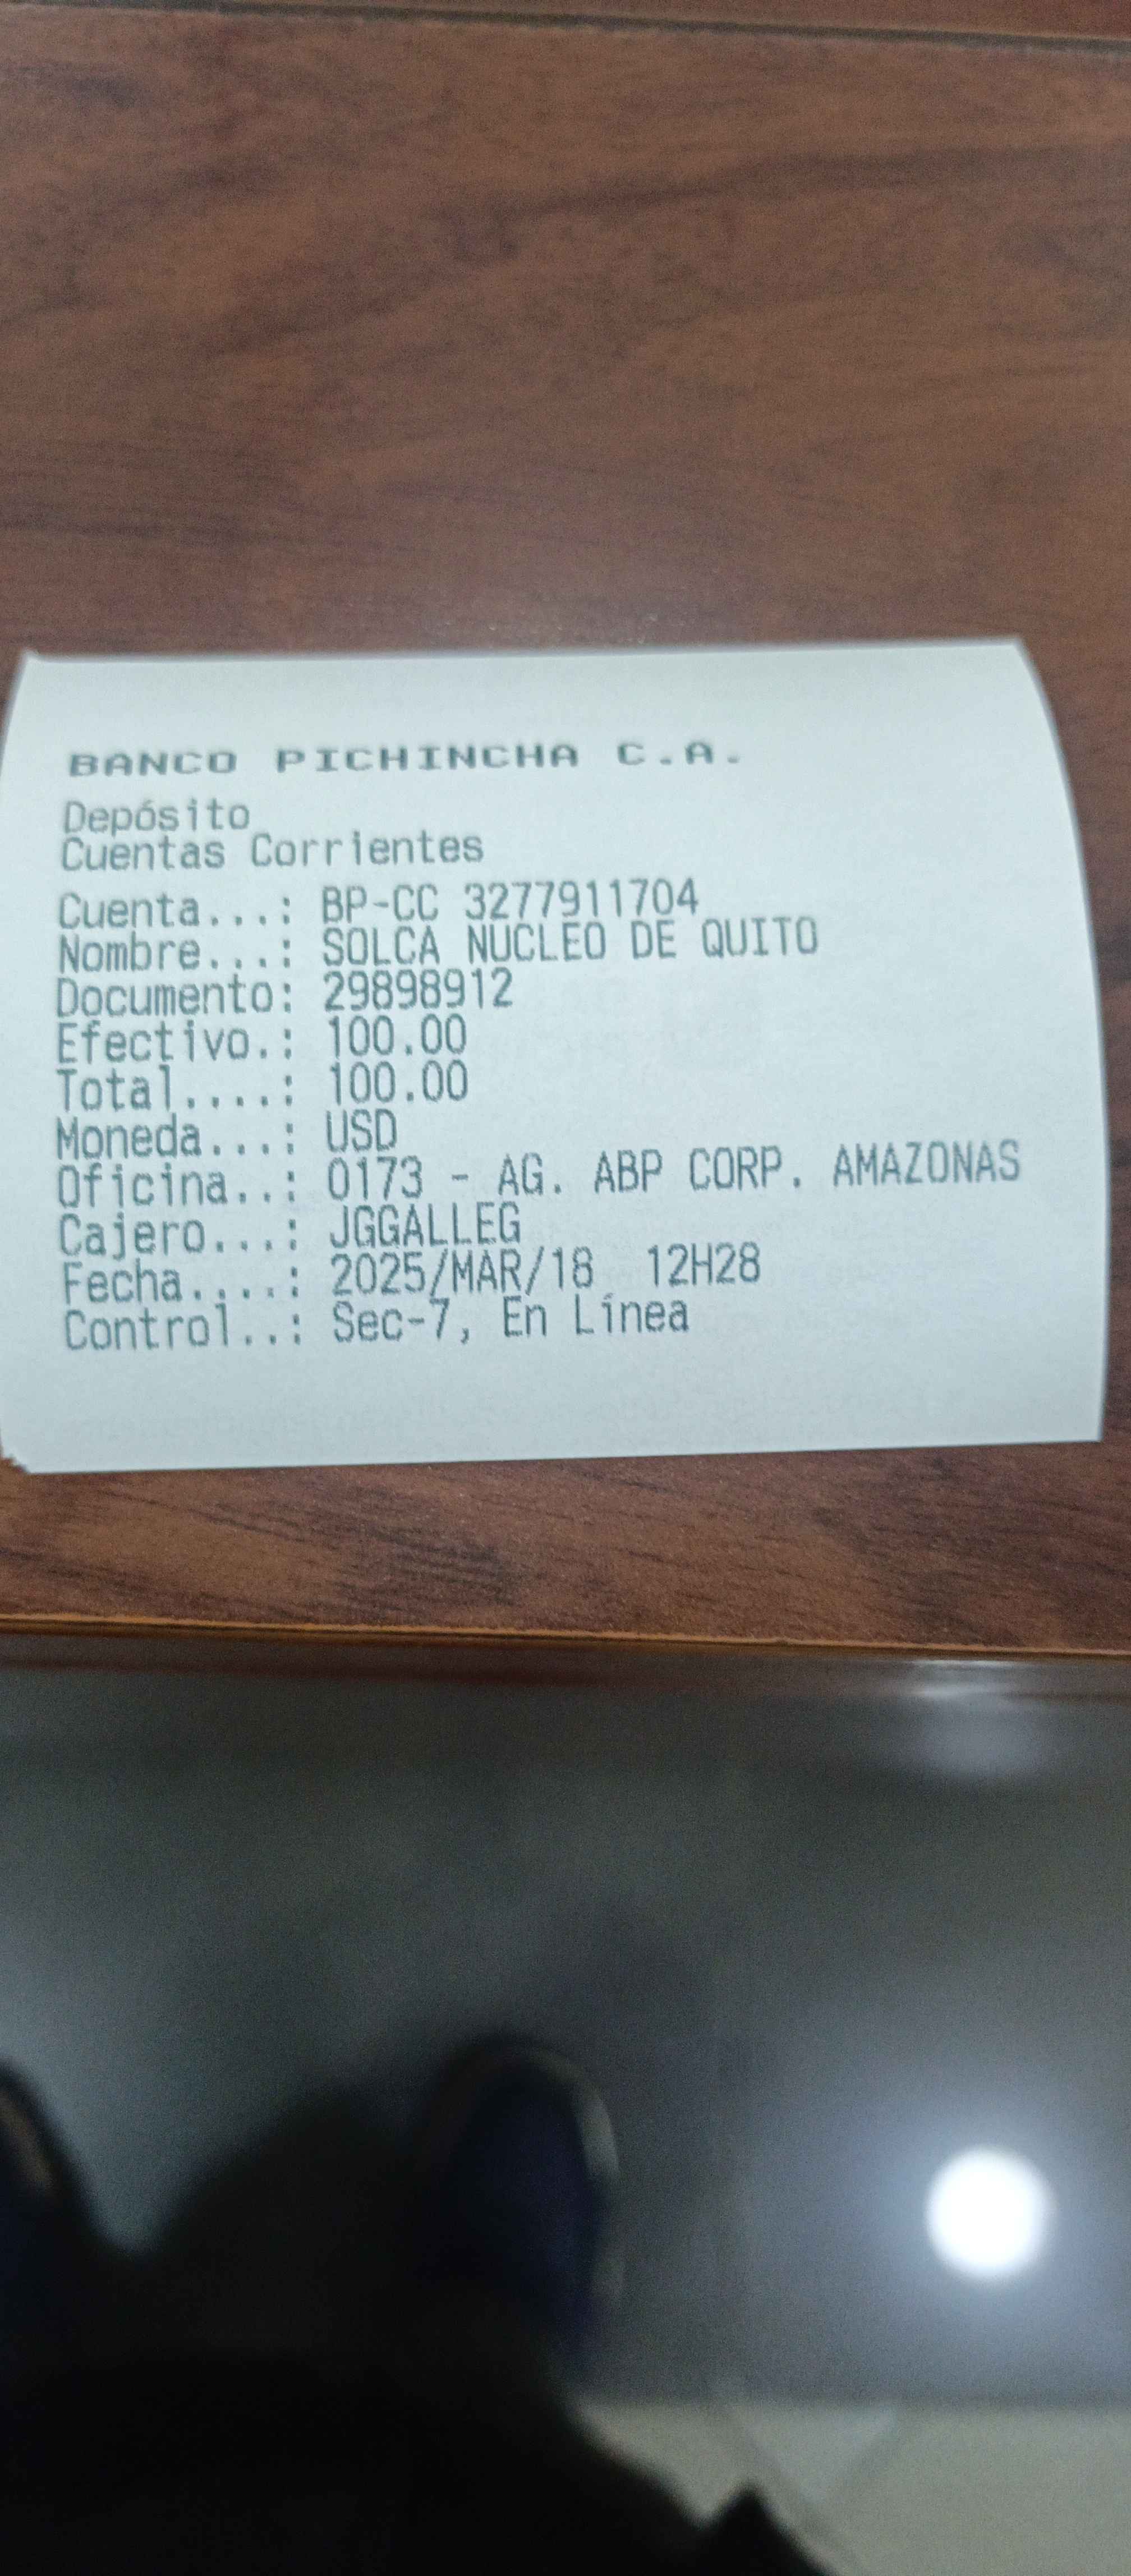 BANCO PICHINCHA C.A.
Depósito
Cuentas Corrientes
Cuenta...: BP-CC 3277911704
Nombre...: SOLCA NUCLEO DE QUITO
Documento: 29898912
Efectivo.: 100.00
Total....: 100.00
Moneda...: USD
Oficina..: 0173 - AG. ABP CORP. AMAZONAS
Cajero...: JGGALLEG
Fecha....: 2025/MAR/18  12H28
Control..: Sec-7, En Línea